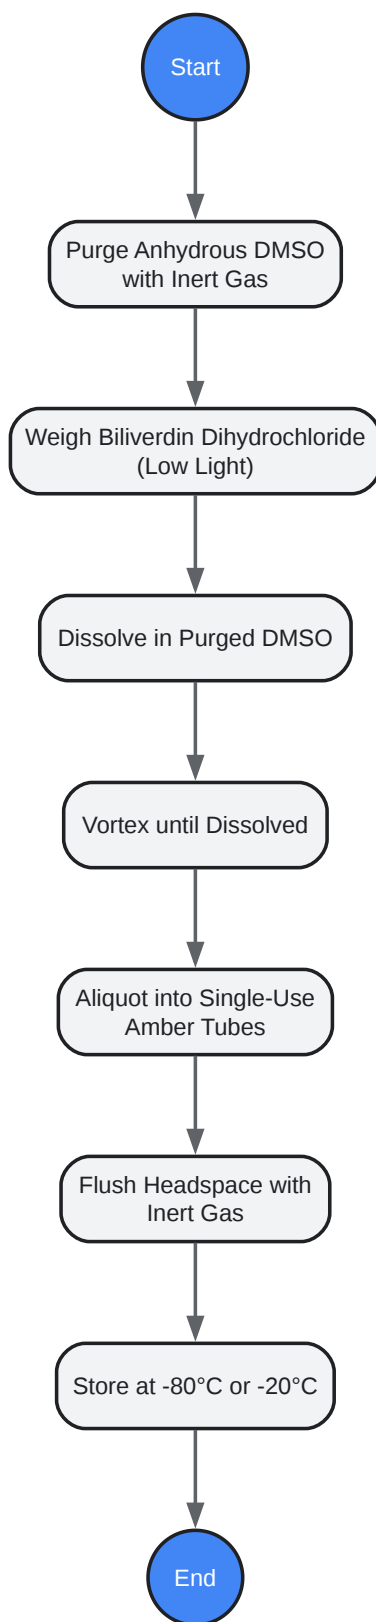 Start
Purge Anhydrous DMSO
with Inert Gas
Weigh Biliverdin Dihydrochloride
(Low Light)
Dissolve in Purged DMSO
Vortex until Dissolved
Aliquot into Single-Use
Amber Tubes
Flush Headspace with
Inert Gas
Store at -80°C or -20°C
End